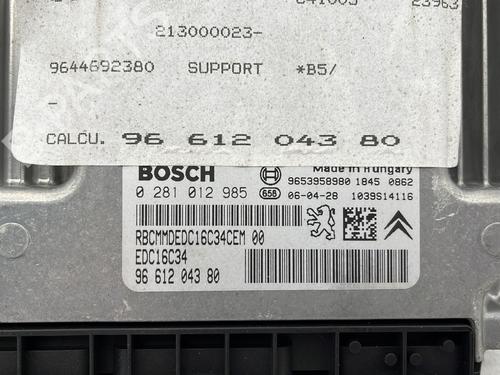 213000023-
9644692380 SUPPORT *B5/
-
CALCU. 96 612 043 80
BOSCH Made in Hungary
9653958980 1845 0862
0 281 012 985 658 06-04-28 1039S14116
RBCMMDEDC16C34CEM 00
EDC16C34
96 612 043 80